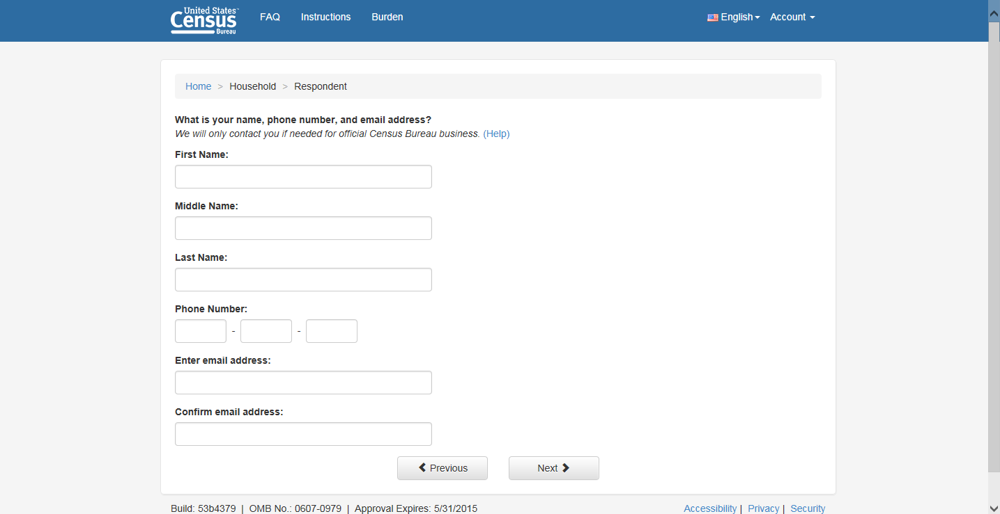 United States™
Census
Bureau
FAQ Instructions Burden English Account
Home > Household > Respondent
What is your name, phone number, and email address?
We will only contact you if needed for official Census Bureau business. (Help)
First Name:
Middle Name:
Last Name:
Phone Number:
- -
Enter email address:
Confirm email address:
Previous Next
Build: 53b4379 | OMB No.: 0607-0979 | Approval Expires: 5/31/2015 Accessibility | Privacy | Security